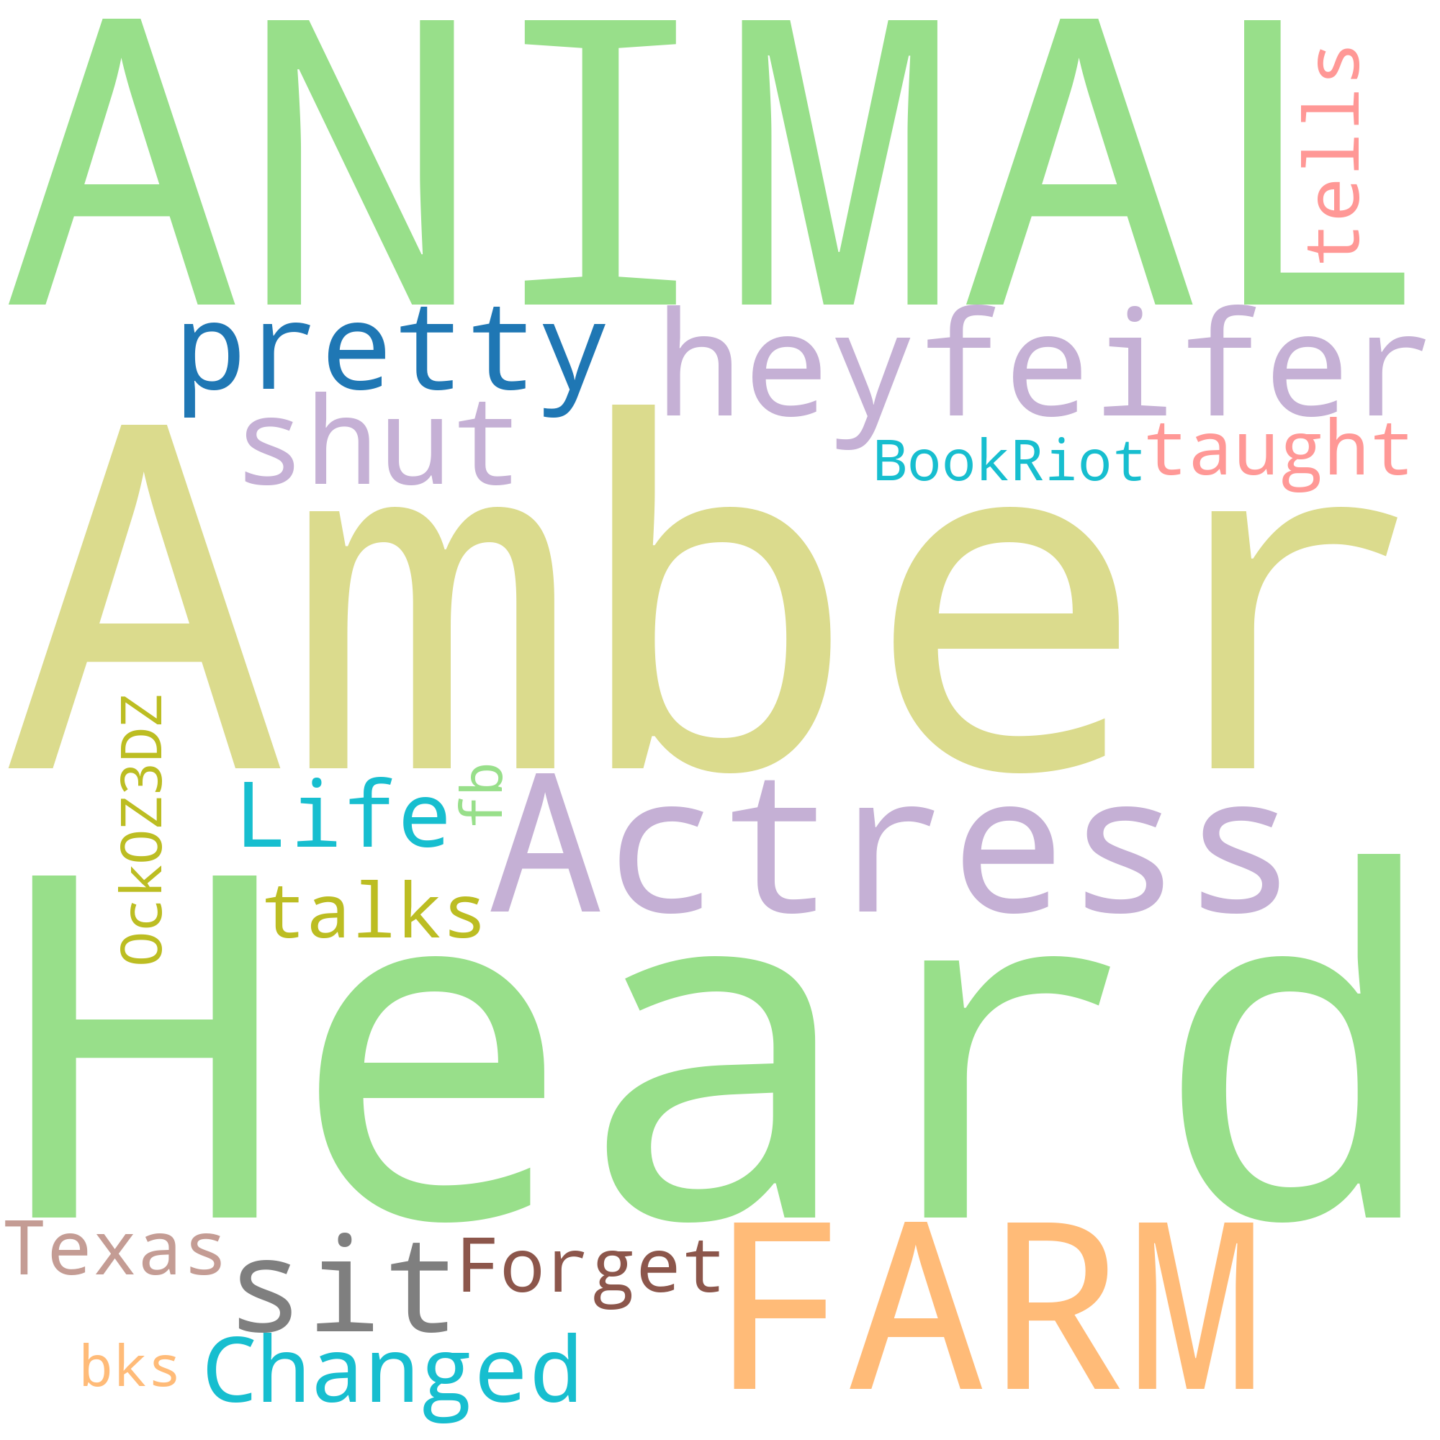 ANIMAL
tells
pretty
heyfeifer
shut
BookRiot
taught
Amber
OckOZ3DZ
Life
fb
Actress
talks
Heard
Texas
sit
Forget
FARM
bks
Changed